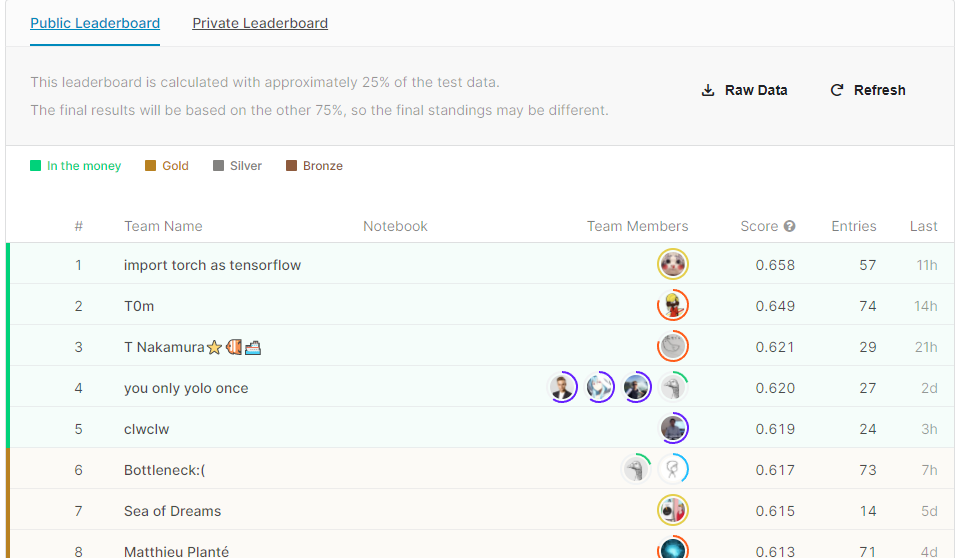 Public Leaderboard Private Leaderboard
This leaderboard is calculated with approximately 25% of the test data.
The final results will be based on the other 75%, so the final standings may be different.
Raw Data Refresh
In the money Gold Silver Bronze
# Team Name Notebook Team Members Score Entries Last
1 import torch as tensorflow 0.658 57 11h
2 T0m 0.649 74 14h
3 T Nakamura 0.621 29 21h
4 you only yolo once 0.620 27 2d
5 clwclw 0.619 24 3h
6 Bottleneck:( 0.617 73 7h
7 Sea of Dreams 0.615 14 5d
8 Matthieu Planté 0.613 71 4d